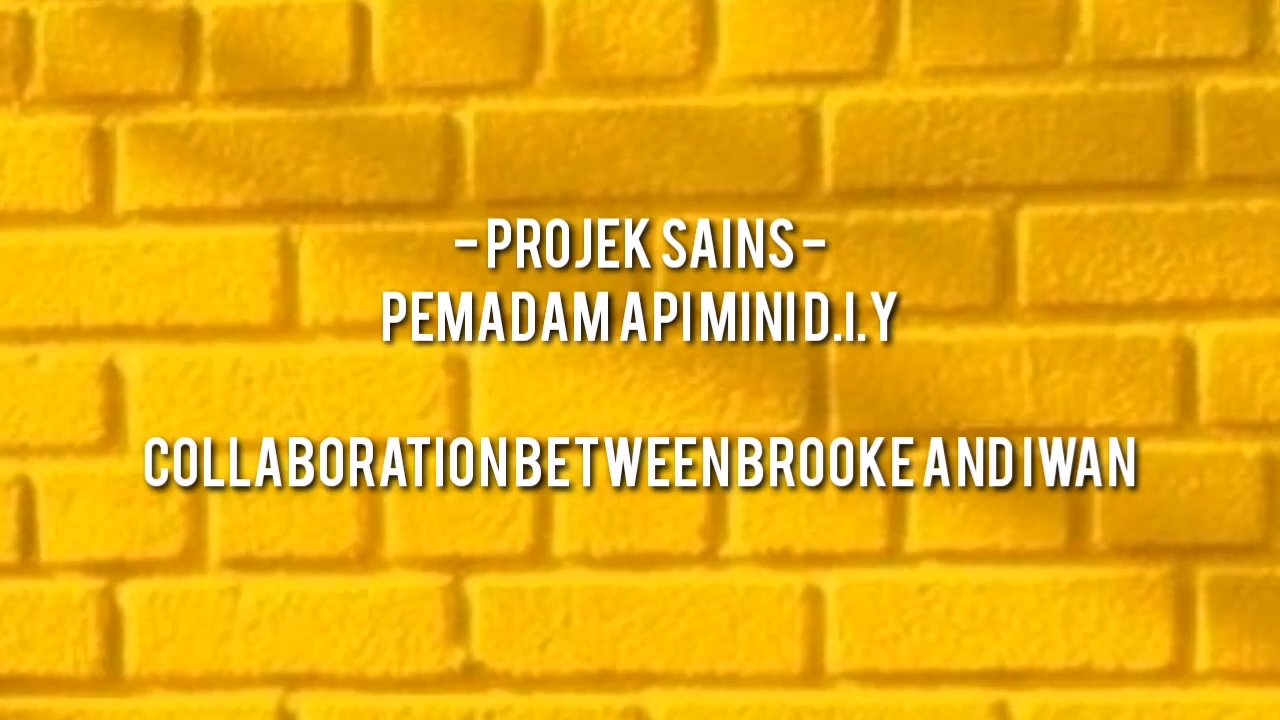 - PROJEK SAINS -
PEMADAM API MINI D.I.Y
COLLABORATION BETWEEN BROOKE AND IWAN